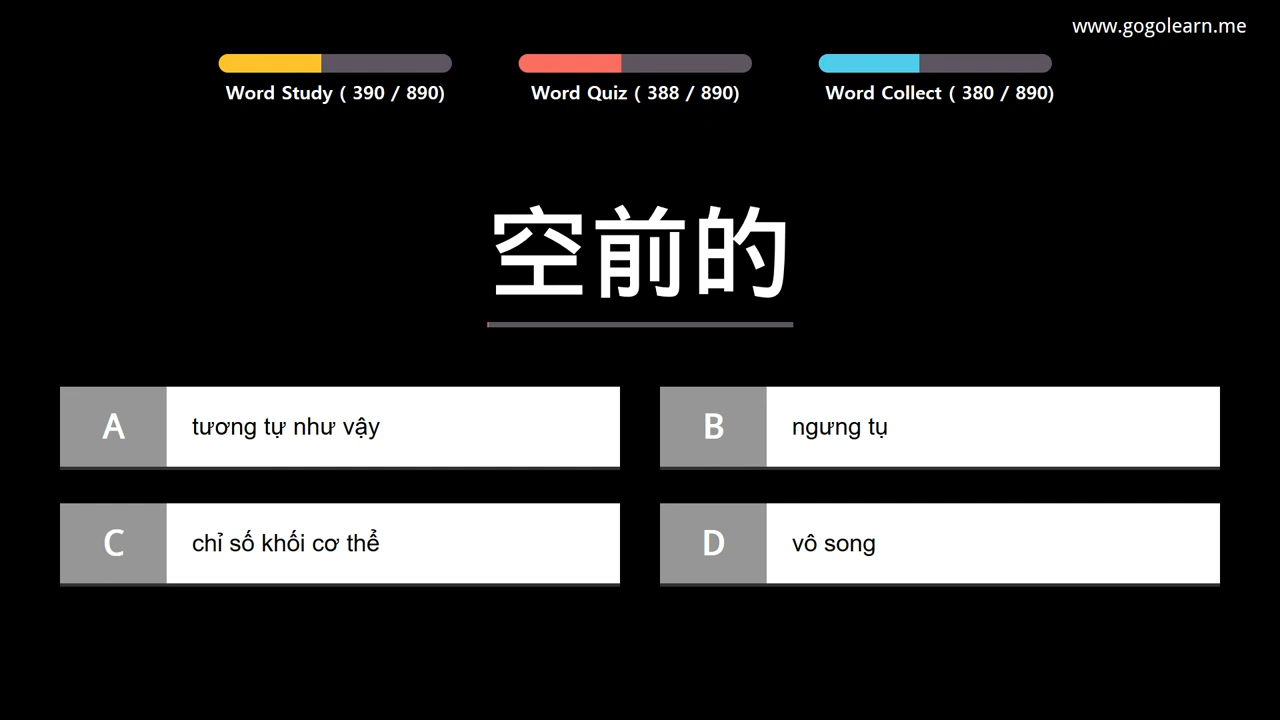 www.gogolearn.me
Word Study ( 390 / 890)
Word Quiz ( 388 / 890)
Word Collect ( 380 / 890)
空前的
A
tương tự như vậy
B
ngưng tụ
C
chỉ số khối cơ thể
D
vô song